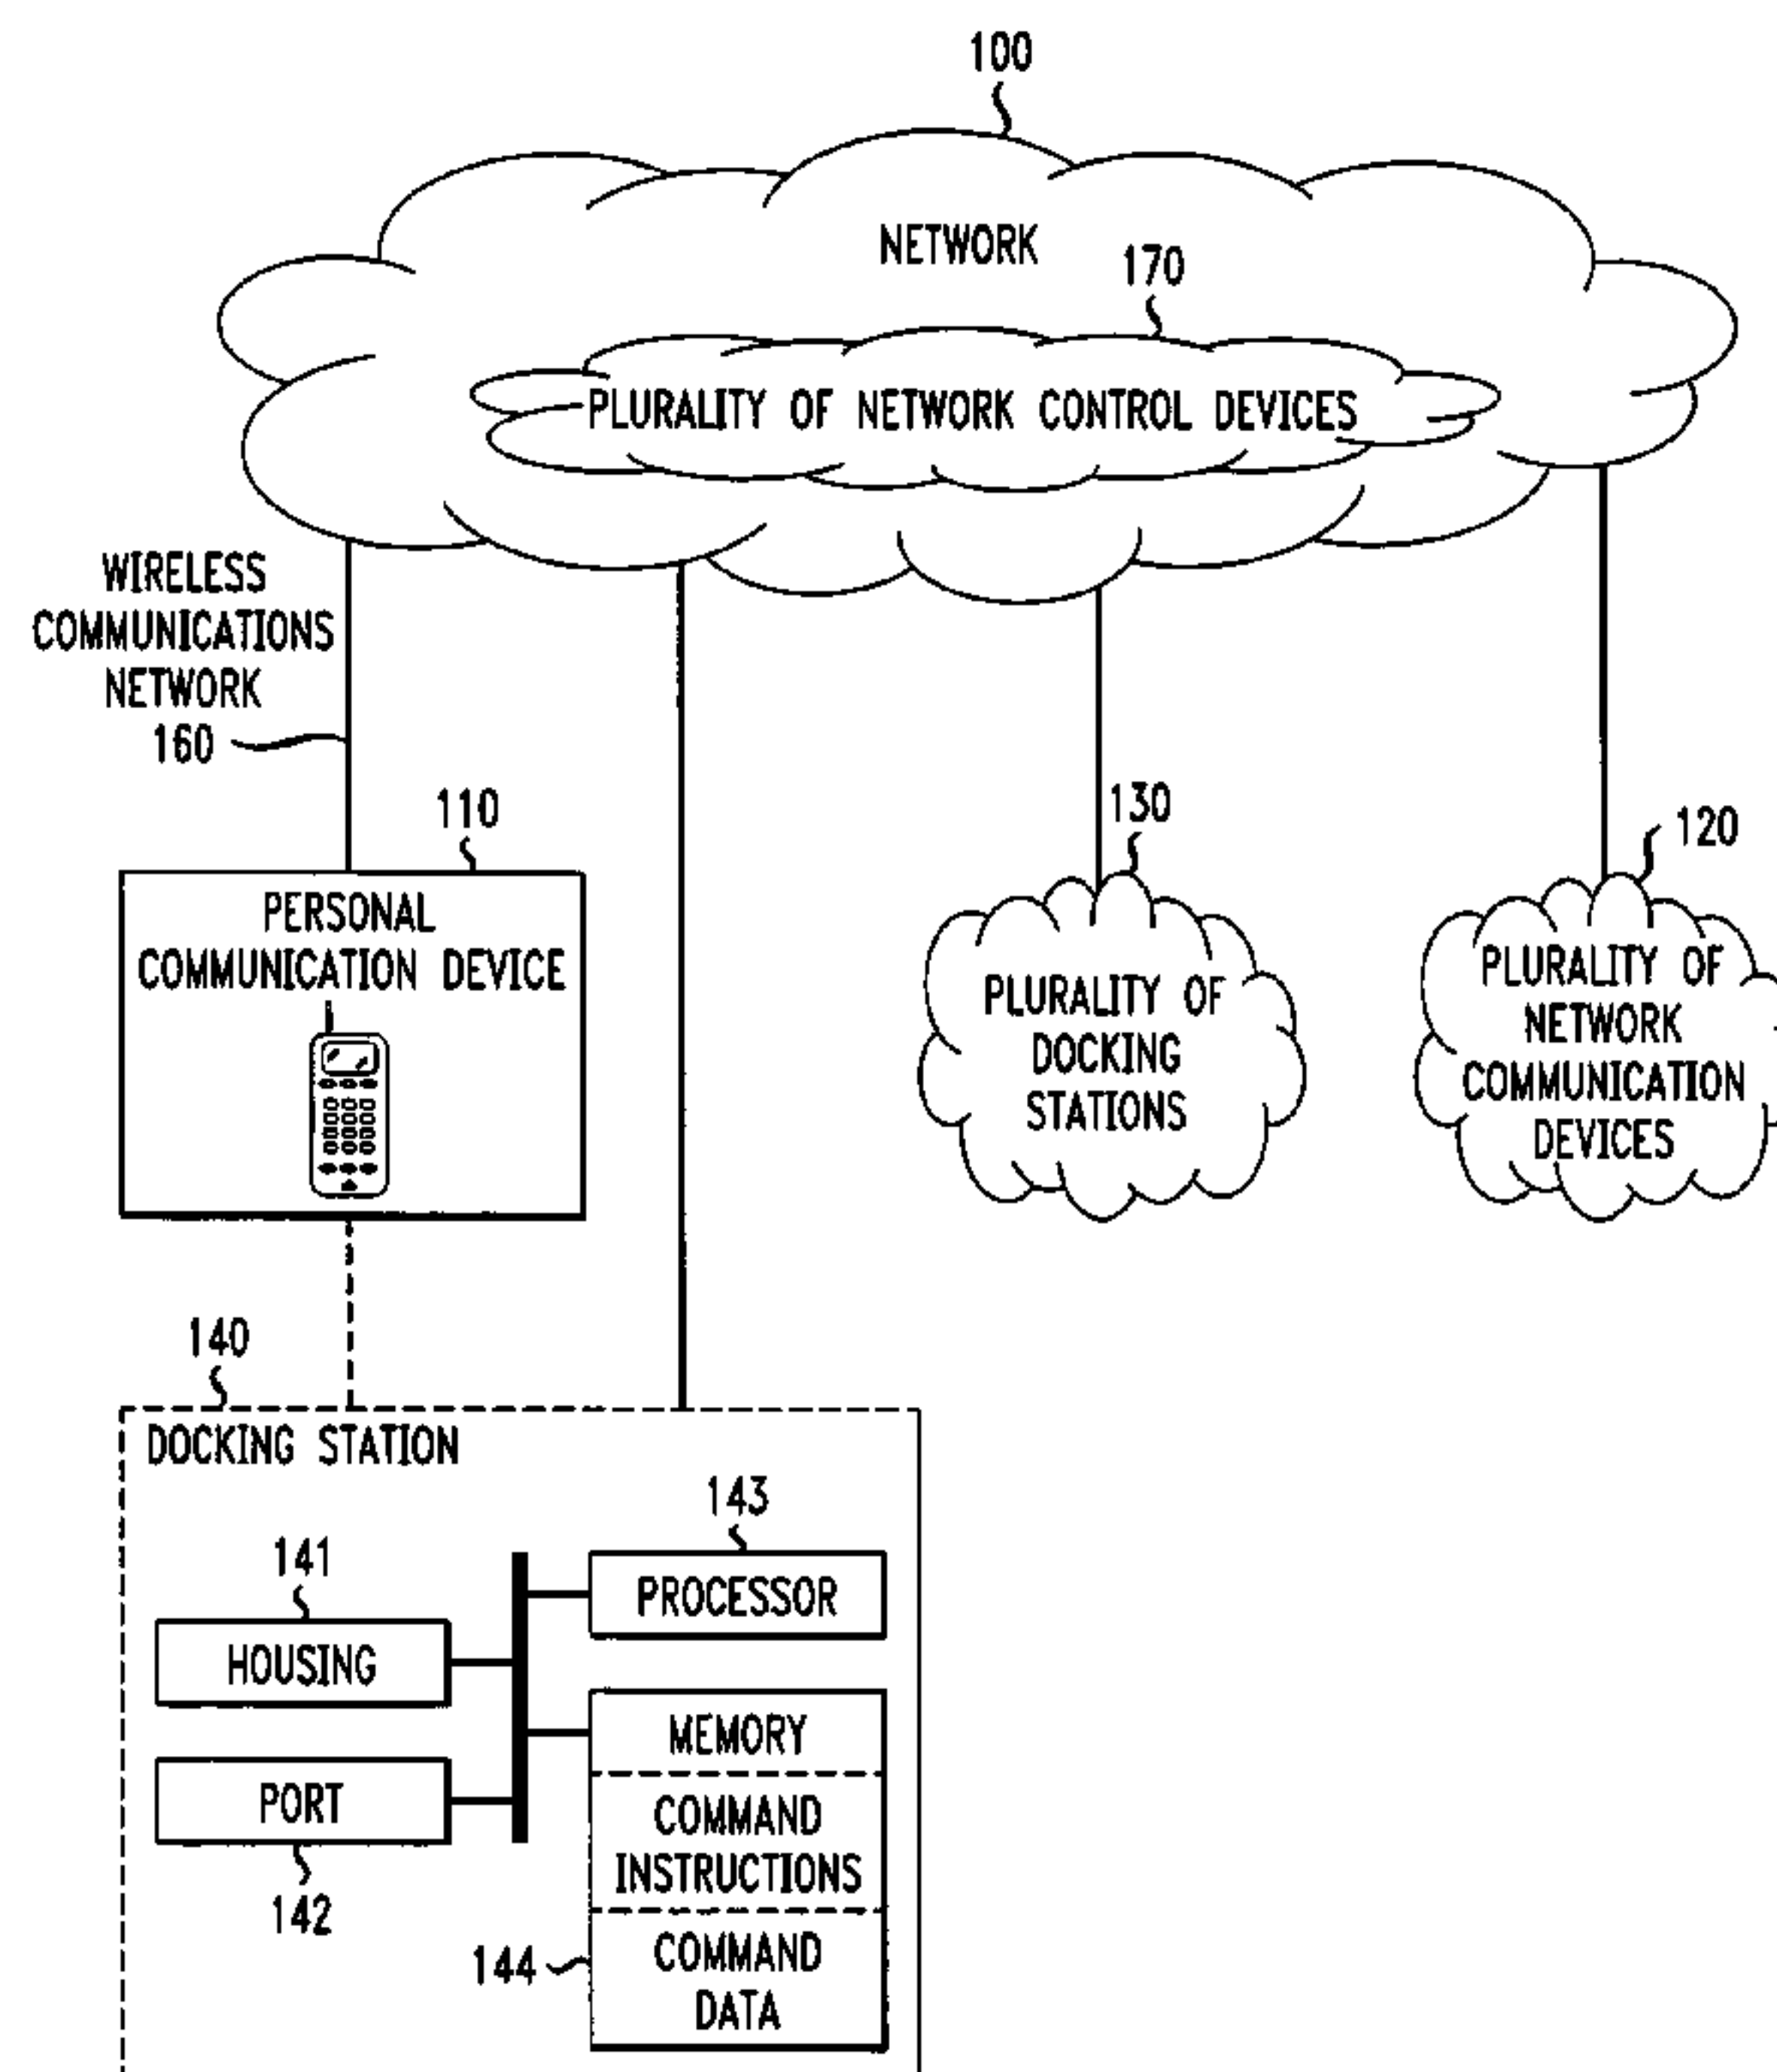 100
NETWORK
170
PLURALITY OF NETWORK CONTROL DEVICES
WIRELESS
COMMUNICATIONS
NETWORK
160
110
PERSONAL
COMMUNICATION DEVICE
130
PLURALITY OF
DOCKING
STATIONS
120
PLURALITY OF
NETWORK
COMMUNICATION
DEVICES
140
DOCKING STATION
143
PROCESSOR
141
HOUSING
MEMORY
PORT
142
COMMAND
INSTRUCTIONS
144
COMMAND
DATA